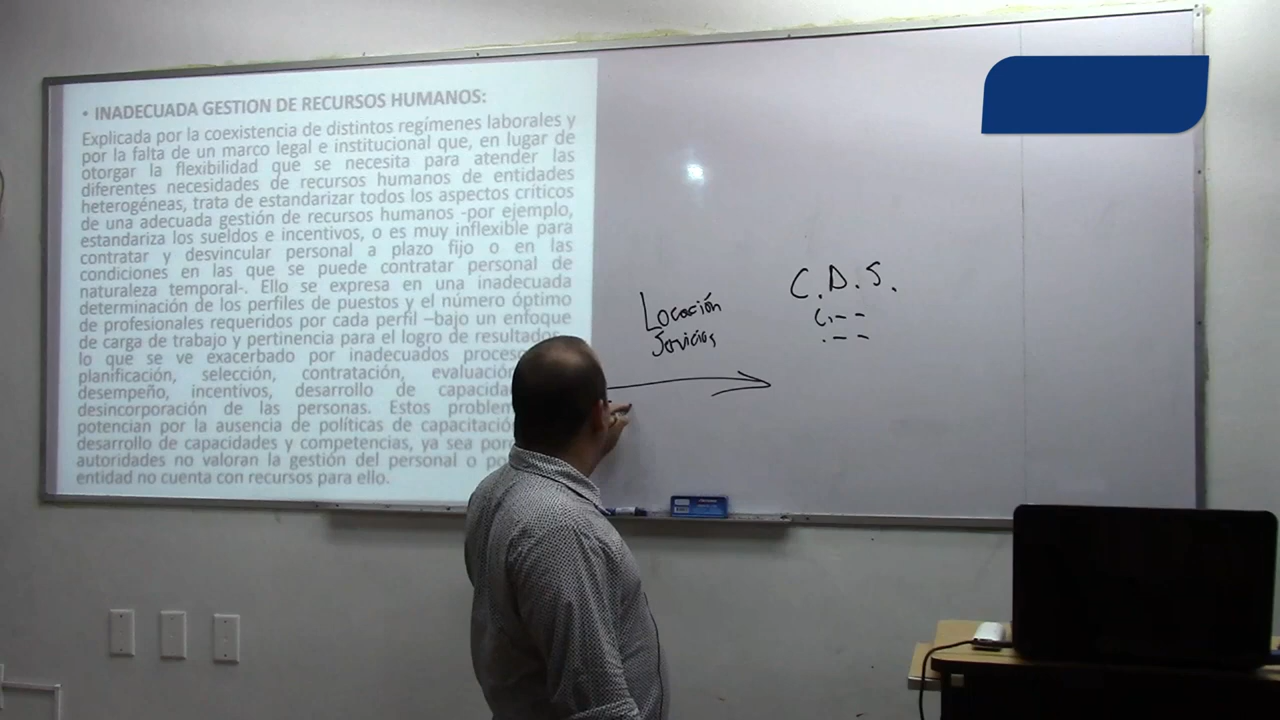 • INADECUADA GESTION DE RECURSOS HUMANOS:
Explicada por la coexistencia de distintos regímenes laborales y
por la falta de un marco legal e institucional que, en lugar de
otorgar la flexibilidad que se necesita para atender las
diferentes necesidades de recursos humanos de entidades
heterogéneas, trata de estandarizar todos los aspectos críticos
de una adecuada gestión de recursos humanos -por ejemplo,
estandariza los sueldos e incentivos, o es muy inflexible para
contratar y desvincular personal a plazo fijo o en las
condiciones en las que se puede contratar personal de
naturaleza temporal-. Ello se expresa en una inadecuada
determinación de los perfiles de puestos y el número óptimo
de profesionales requeridos por cada perfil –bajo un enfoque
de carga de trabajo y pertinencia para el logro de resultados
lo que se ve exacerbado por inadecuados proceso
planificación, selección, contratación, evaluación
desempeño, incentivos, desarrollo de capacida
desincorporación de las personas. Estos problem
potencian por la ausencia de políticas de capacitació
desarrollo de capacidades y competencias, ya sea por
autoridades no valoran la gestión del personal o po
entidad no cuenta con recursos para ello.
Locación
Servicios
C.D.S.